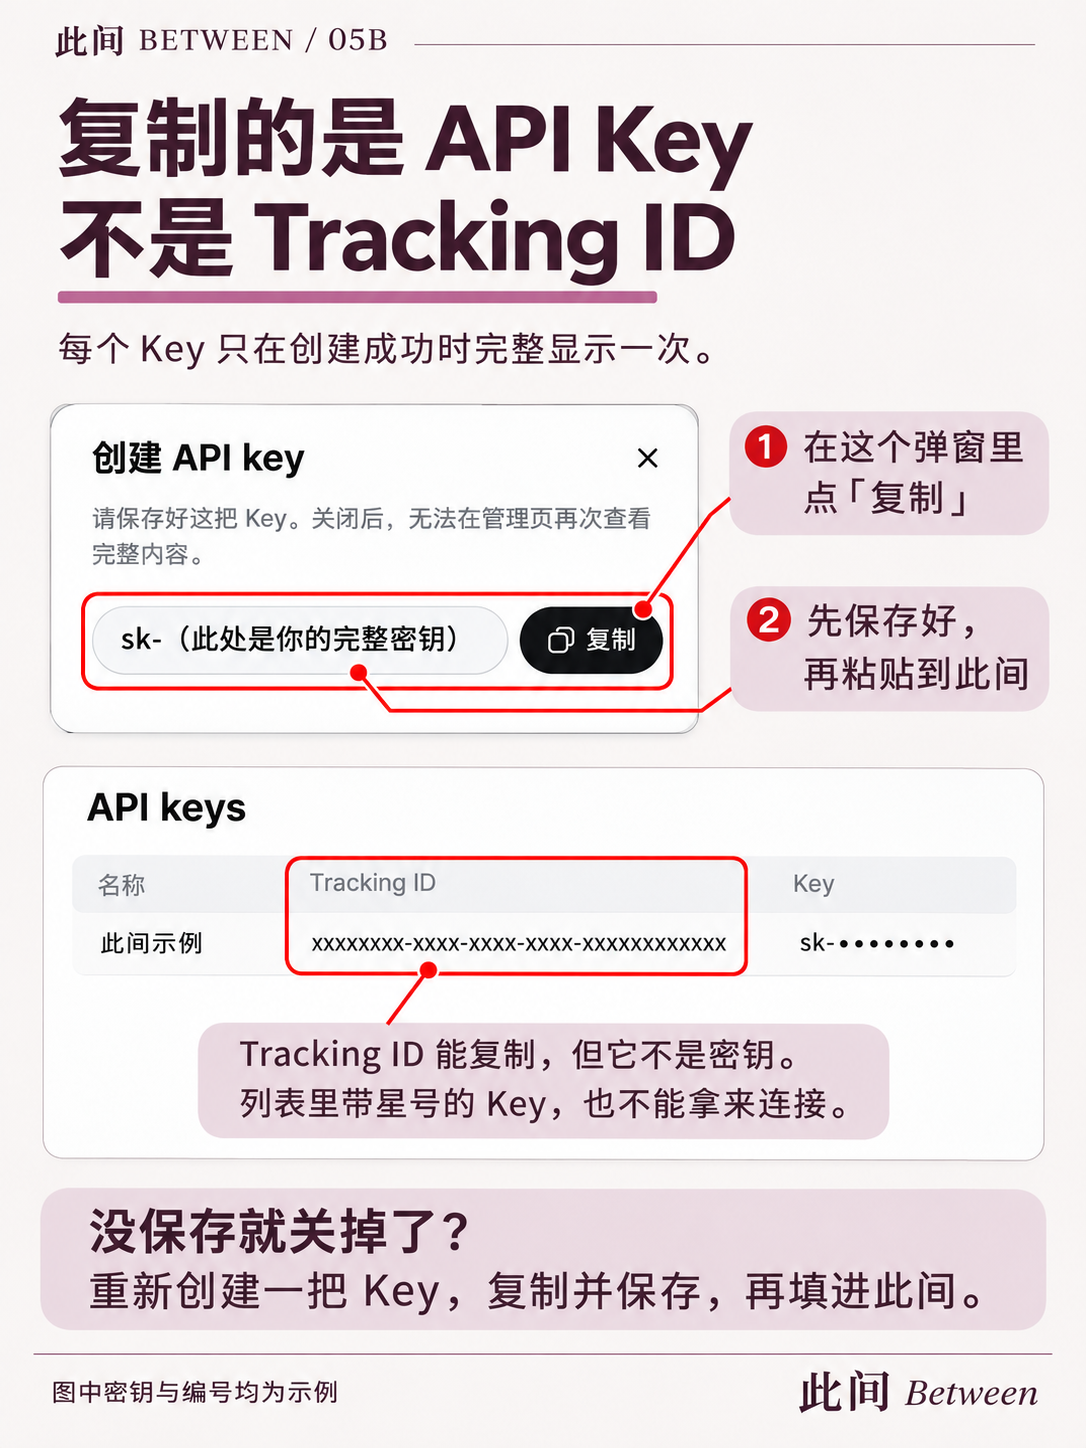 此间 BETWEEN / 05B
复制的是 API Key
不是 Tracking ID
每个 Key 只在创建成功时完整显示一次。
创建 API key
请保存好这把 Key。关闭后，无法在管理页再次查看
完整内容。
sk-（此处是你的完整密钥）
复制
1 在这个弹窗里
点「复制」
2 先保存好，
再粘贴到此间
API keys
名称 Tracking ID Key
此间示例 xxxxxxxx-xxxx-xxxx-xxxx-xxxxxxxxxxxx sk-••••••••
Tracking ID 能复制，但它不是密钥。
列表里带星号的 Key，也不能拿来连接。
没保存就关掉了？
重新创建一把 Key，复制并保存，再填进此间。
图中密钥与编号均为示例
此间 Between